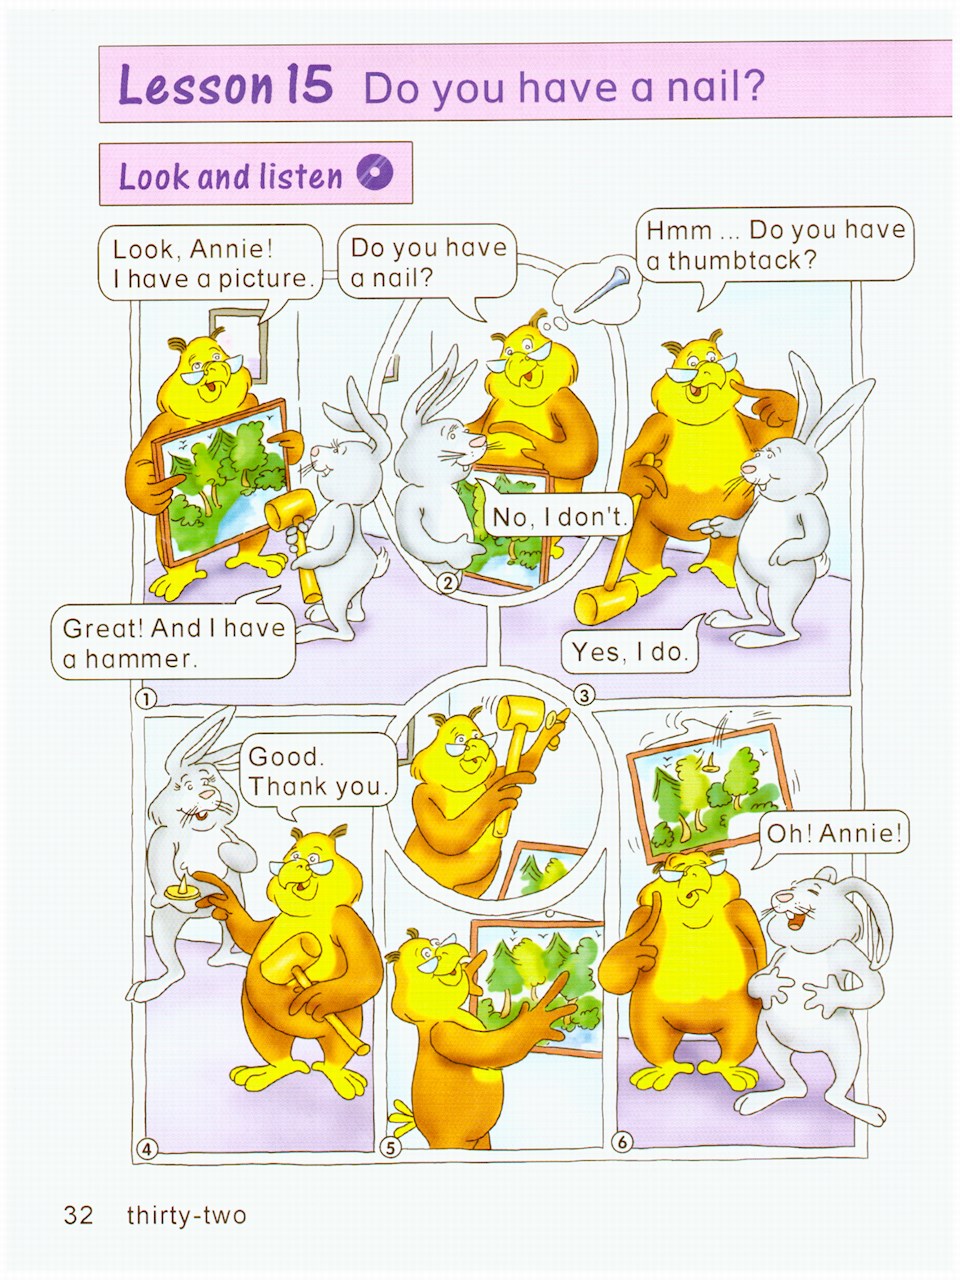 Lesson 15 Do you have a nail?
Look and listen
Look, Annie!
I have a picture.
Great! And I have
a hammer.
1
Do you have
a nail?
No, I don't.
2
Hmm ... Do you have
a thumbtack?
Yes, I do.
3
Good.
Thank you.
4
5
Oh! Annie!
6
32 thirty-two